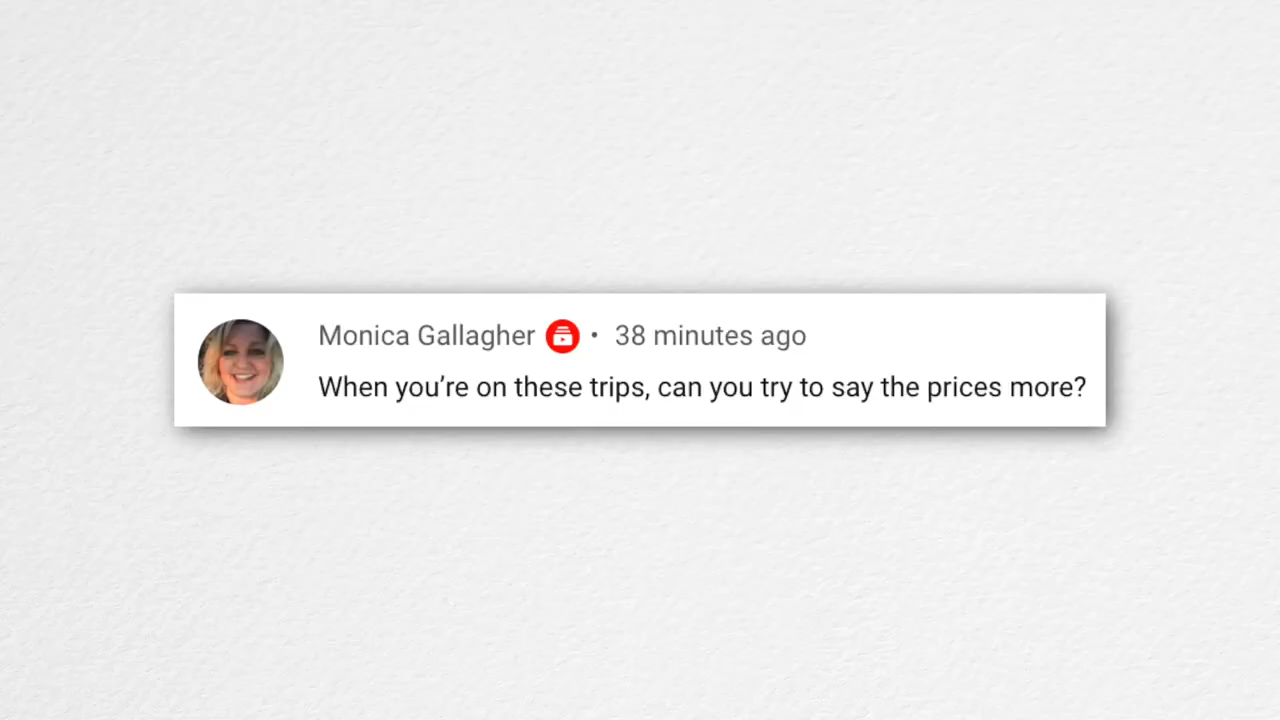 Monica Gallagher • 38 minutes ago
When you’re on these trips, can you try to say the prices more?